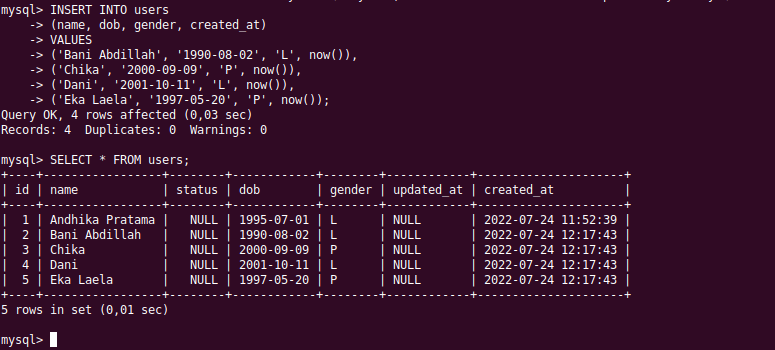 mysql> INSERT INTO users
    -> (name, dob, gender, created_at)
    -> VALUES
    -> ('Bani Abdillah', '1990-08-02', 'L', now()),
    -> ('Chika', '2000-09-09', 'P', now()),
    -> ('Dani', '2001-10-11', 'L', now()),
    -> ('Eka Laela', '1997-05-20', 'P', now());
Query OK, 4 rows affected (0,03 sec)
Records: 4  Duplicates: 0  Warnings: 0

mysql> SELECT * FROM users;
+----+-----------------+--------+------------+--------+------------+---------------------+
| id | name            | status | dob        | gender | updated_at | created_at          |
+----+-----------------+--------+------------+--------+------------+---------------------+
|  1 | Andhika Pratama |   NULL | 1995-07-01 | L      | NULL       | 2022-07-24 11:52:39 |
|  2 | Bani Abdillah   |   NULL | 1990-08-02 | L      | NULL       | 2022-07-24 12:17:43 |
|  3 | Chika           |   NULL | 2000-09-09 | P      | NULL       | 2022-07-24 12:17:43 |
|  4 | Dani            |   NULL | 2001-10-11 | L      | NULL       | 2022-07-24 12:17:43 |
|  5 | Eka Laela       |   NULL | 1997-05-20 | P      | NULL       | 2022-07-24 12:17:43 |
+----+-----------------+--------+------------+--------+------------+---------------------+
5 rows in set (0,01 sec)

mysql>